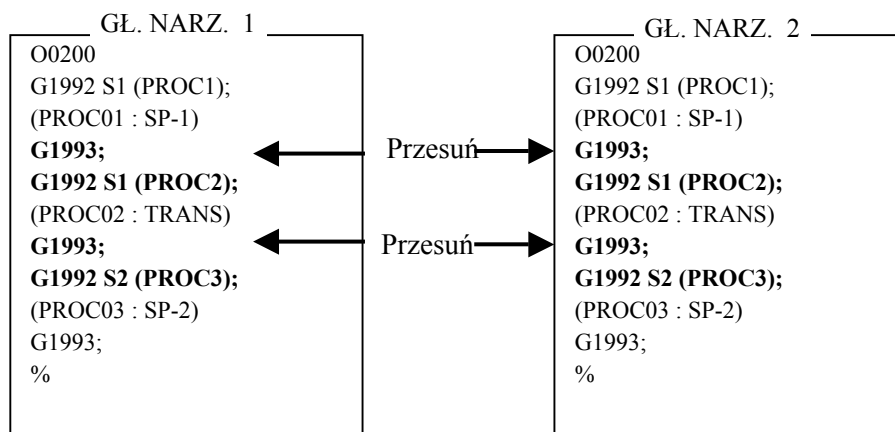 GŁ. NARZ. 1
O0200
G1992 S1 (PROC1);
(PROC01 : SP-1)
G1993;
G1992 S1 (PROC2);
(PROC02 : TRANS)
G1993;
G1992 S2 (PROC3);
(PROC03 : SP-2)
G1993;
%
Przesuń
Przesuń
GŁ. NARZ. 2
O0200
G1992 S1 (PROC1);
(PROC01 : SP-1)
G1993;
G1992 S1 (PROC2);
(PROC02 : TRANS)
G1993;
G1992 S2 (PROC3);
(PROC03 : SP-2)
G1993;
%